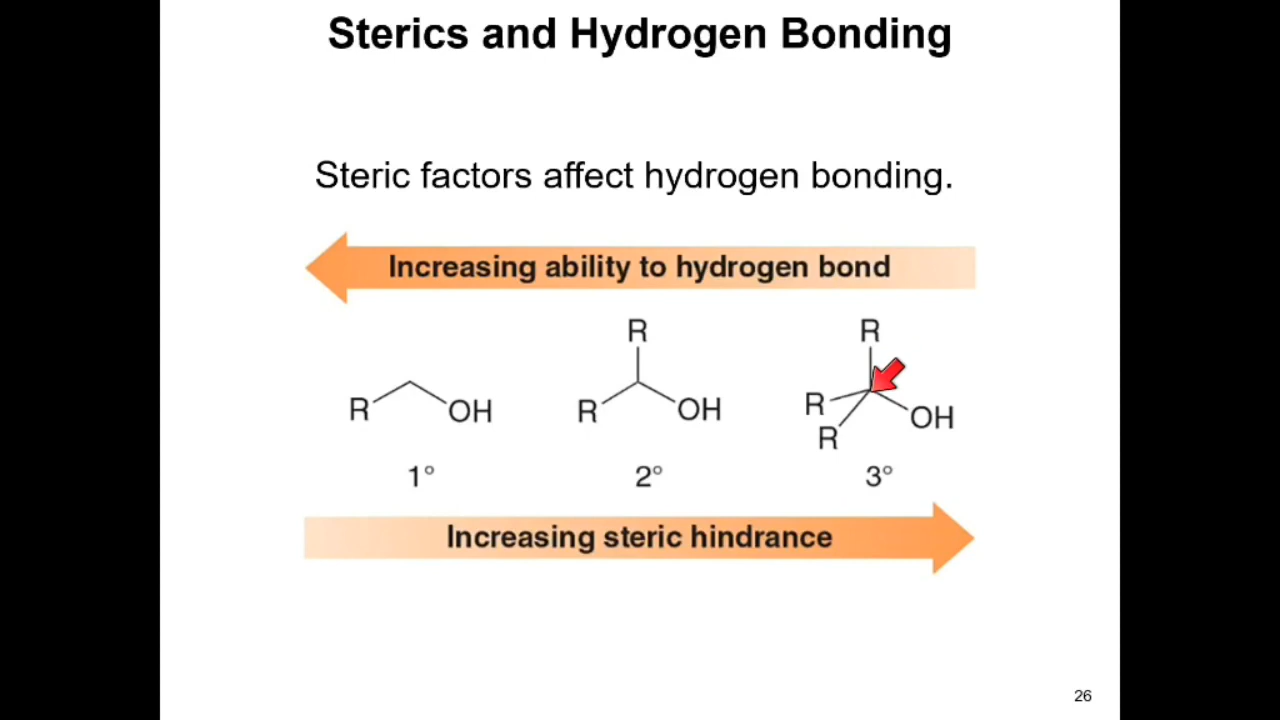 Sterics and Hydrogen Bonding
Steric factors affect hydrogen bonding.
Increasing ability to hydrogen bond
R OH
R R OH
R R R OH
1° 2° 3°
Increasing steric hindrance
26